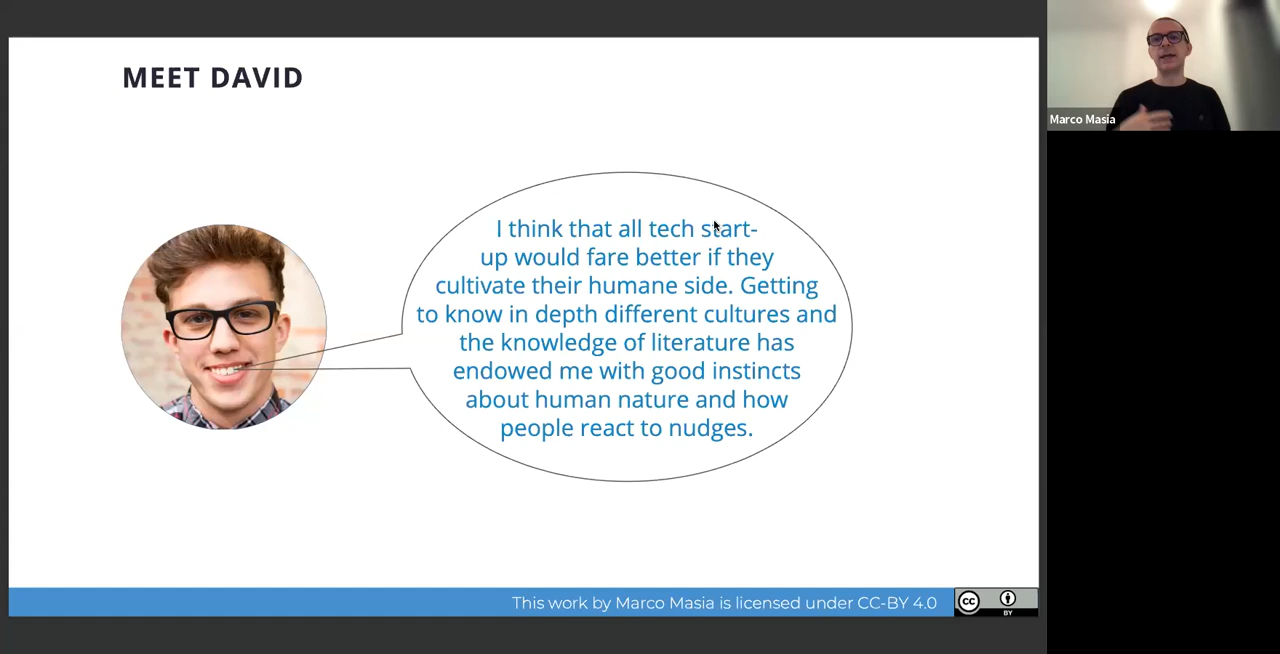 MEET DAVID
I think that all tech start-
up would fare better if they
cultivate their humane side. Getting
to know in depth different cultures and
the knowledge of literature has
endowed me with good instincts
about human nature and how
people react to nudges.
This work by Marco Masia is licensed under CC-BY 4.0
cc
BY
Marco Masia